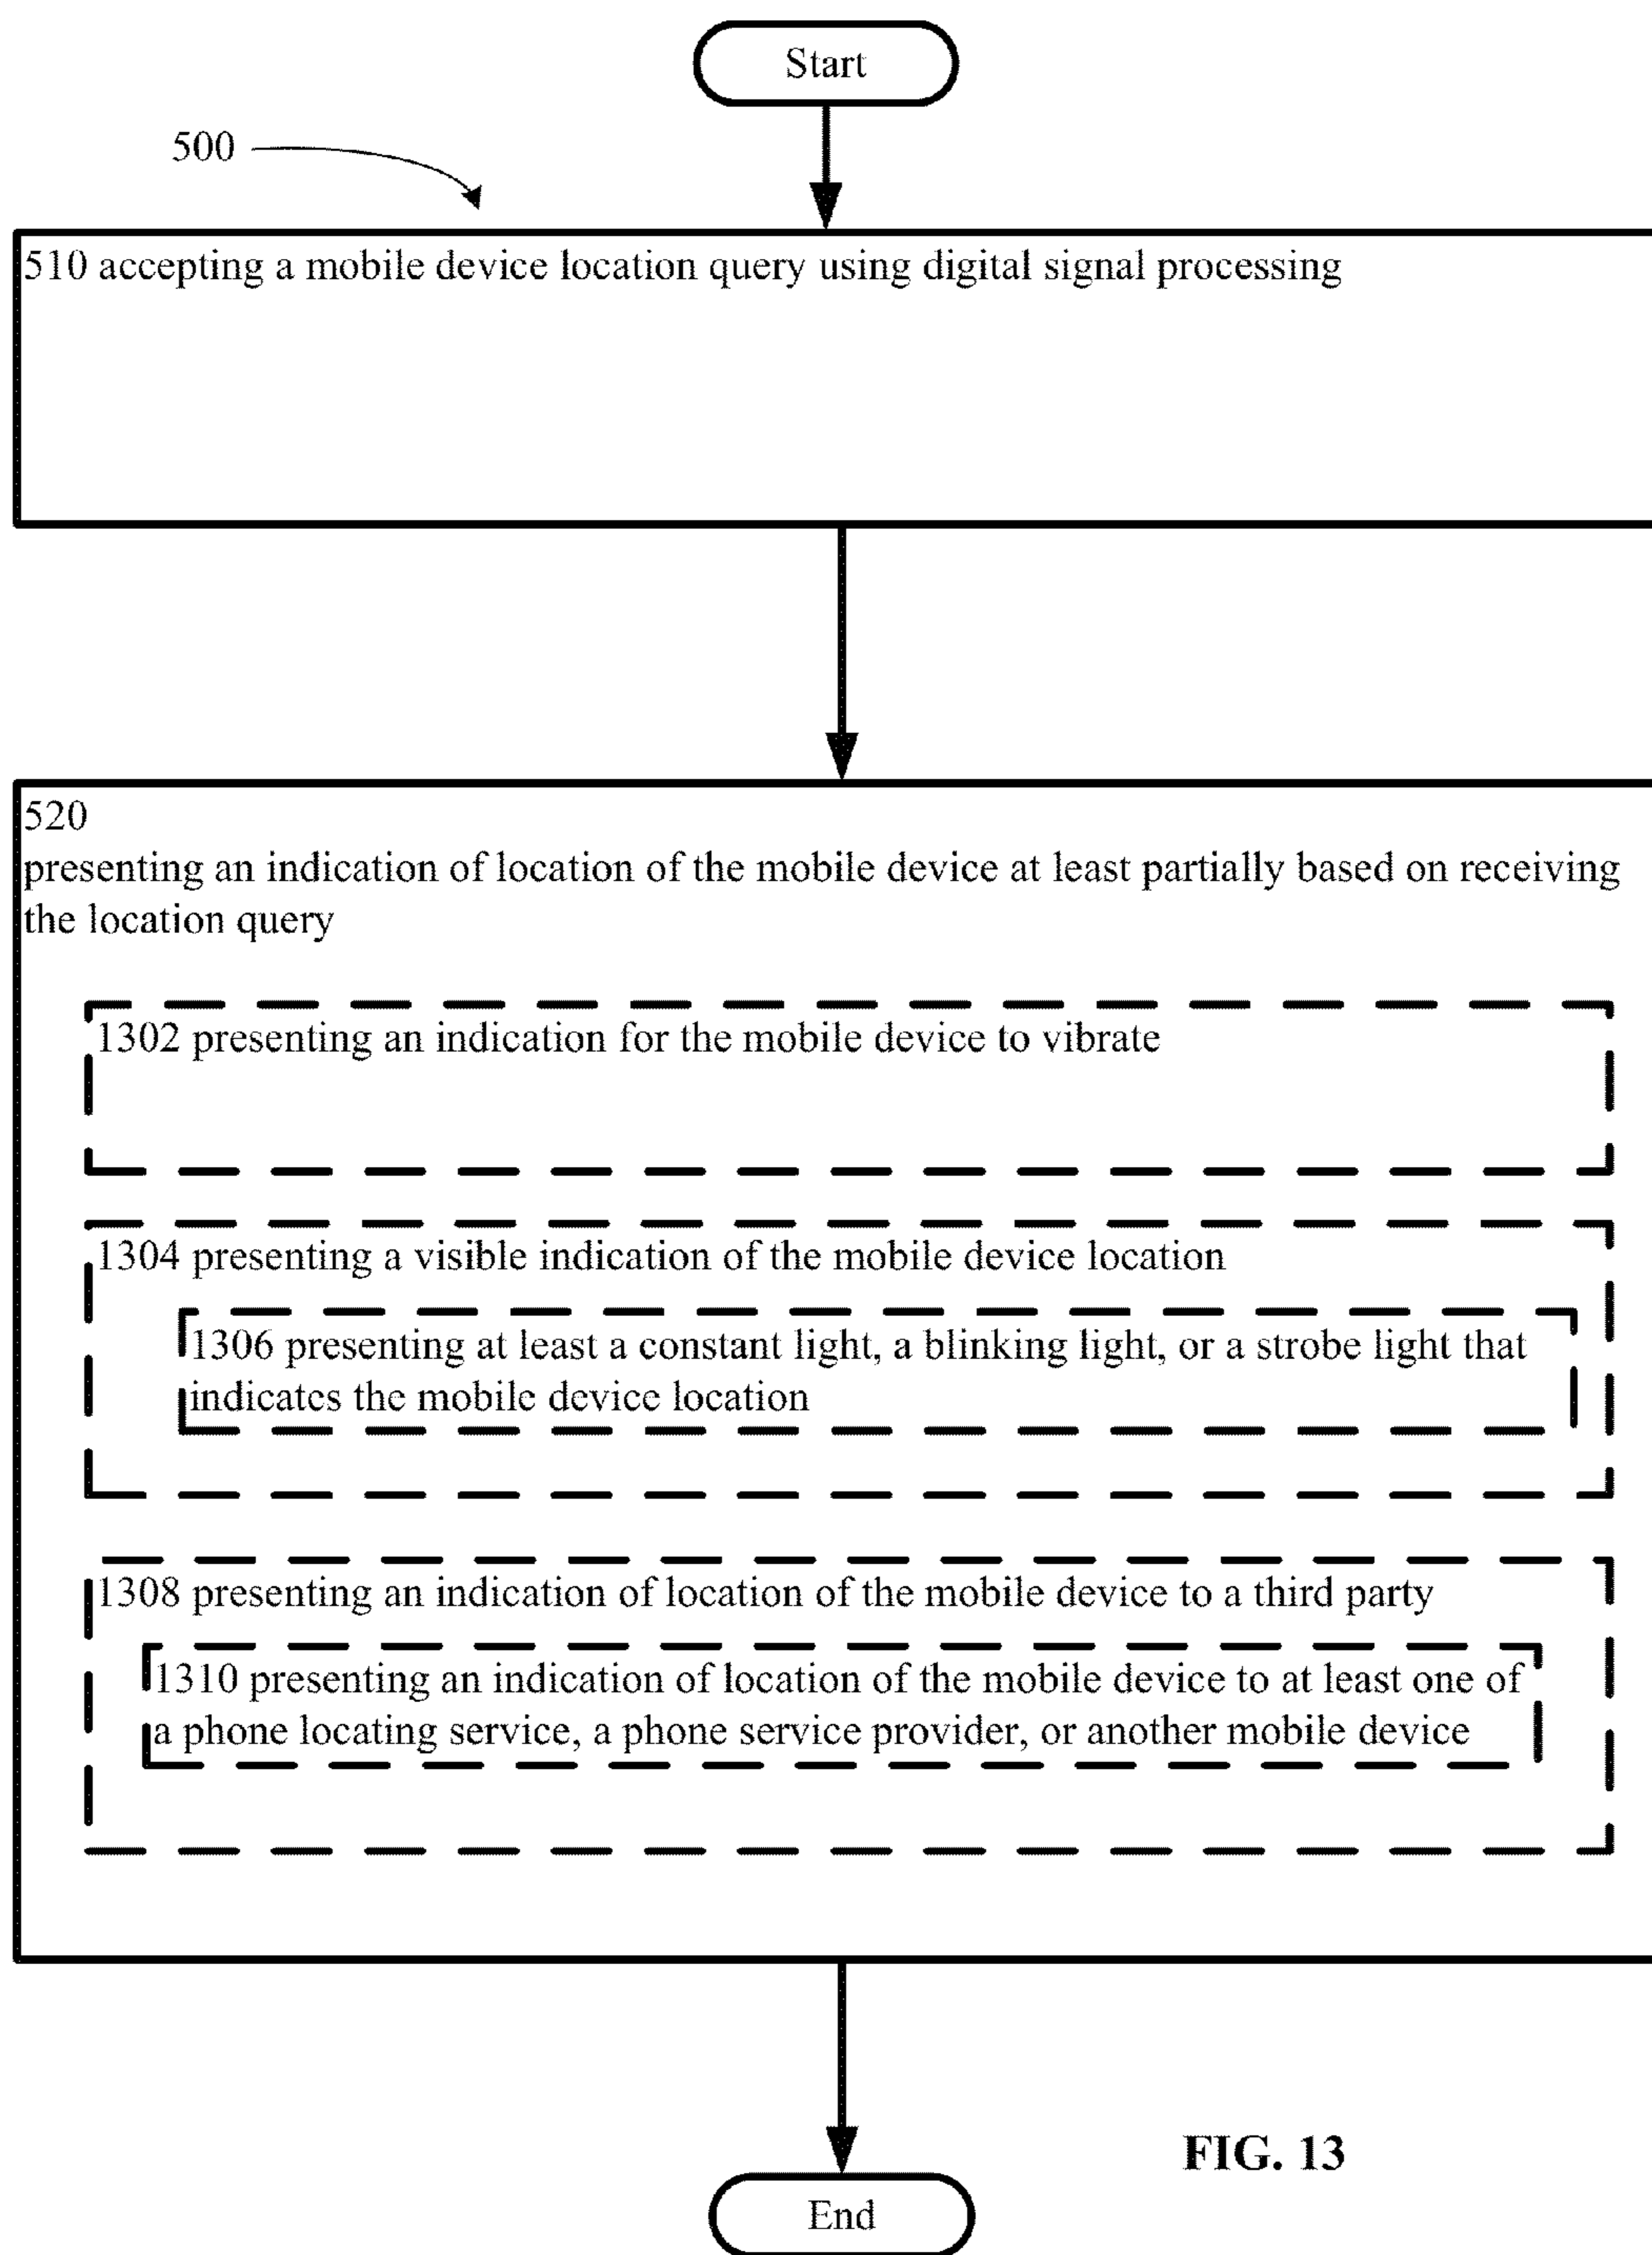 Start
500
510 accepting a mobile device location query using digital signal processing
520
presenting an indication of location of the mobile device at least partially based on receiving
the location query
1302 presenting an indication for the mobile device to vibrate
1304 presenting a visible indication of the mobile device location
1306 presenting at least a constant light, a blinking light, or a strobe light that
indicates the mobile device location
1308 presenting an indication of location of the mobile device to a third party
1310 presenting an indication of location of the mobile device to at least one of
a phone locating service, a phone service provider, or another mobile device
FIG. 13
End